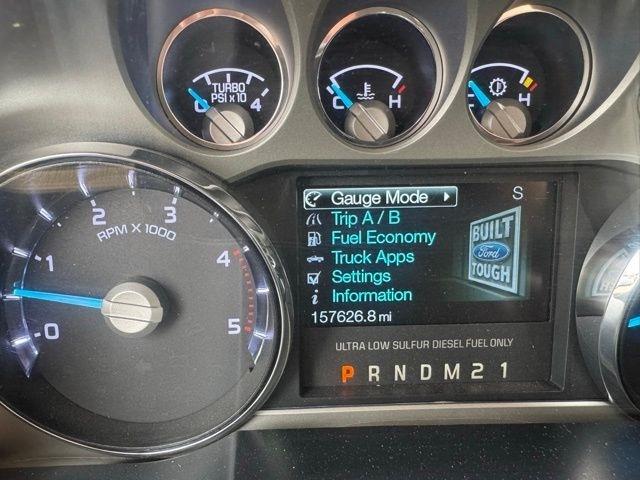 TURBO
PSI x 10
0 4
C H
C H
Gauge Mode
S
Trip A / B
Fuel Economy
Truck Apps
Settings
Information
157626.8 mi
BUILT
Ford
TOUGH
ULTRA LOW SULFUR DIESEL FUEL ONLY
P R N D M 2 1
0 1 2 3 4 5
RPM X 1000